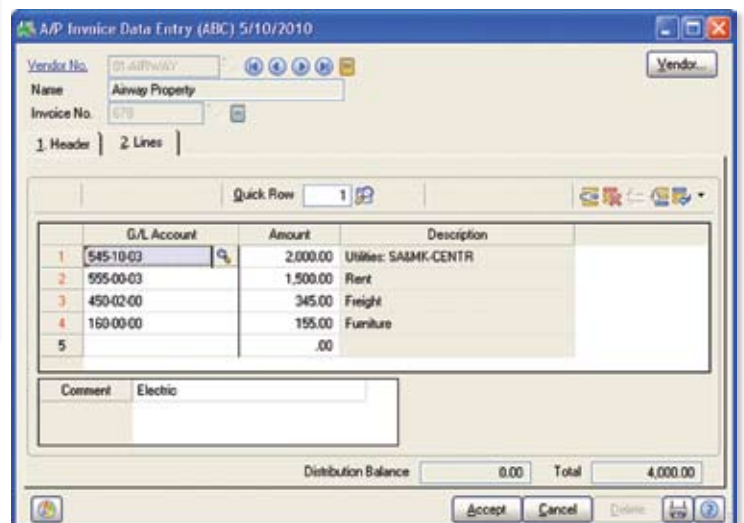 A/P Invoice Data Entry (ABC) 5/10/2010
Vendor No. 01-AIRWAY
Vendor...
Name Airway Property
Invoice No. 678
1. Header 2. Lines
Quick Row 1
G/L Account Amount Description
1 545-10-03 2,000.00 Utilities: SA&MK-CENTR
2 555-00-03 1,500.00 Rent
3 450-02-00 345.00 Freight
4 160-00-00 155.00 Furniture
5 .00
Comment Electric
Distribution Balance 0.00 Total 4,000.00
Accept Cancel Delete